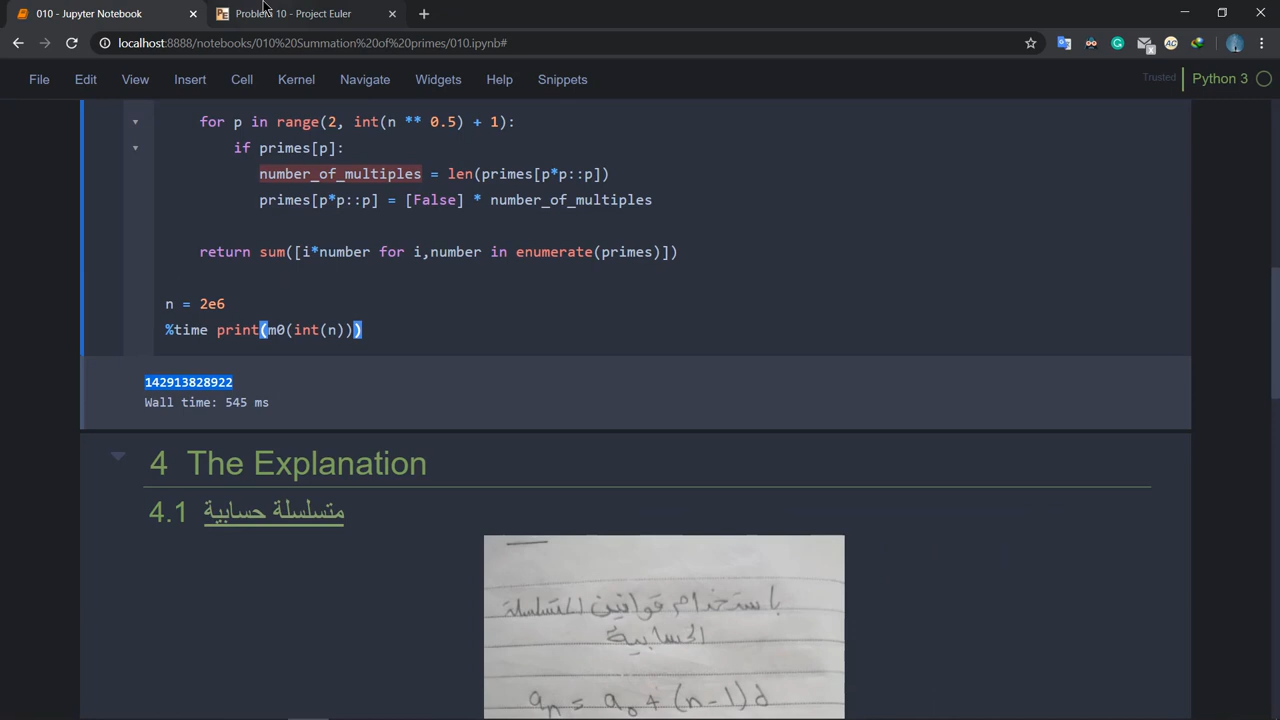 010 - Jupyter Notebook
Problem 10 - Project Euler
localhost:8888/notebooks/010%20Summation%20of%20primes/010.ipynb#
File Edit View Insert Cell Kernel Navigate Widgets Help Snippets Trusted Python 3
for p in range(2, int(n ** 0.5) + 1):
if primes[p]:
number_of_multiples = len(primes[p*p::p])
primes[p*p::p] = [False] * number_of_multiples
return sum([i*number for i,number in enumerate(primes)])
n = 2e6
%time print(m0(int(n)))
142913828922
Wall time: 545 ms
4 The Explanation
4.1 متسلسلة حسابية
باستخدام قوانين المتسلسلة
الحسابية
aₙ = a₀ + (n-1)d